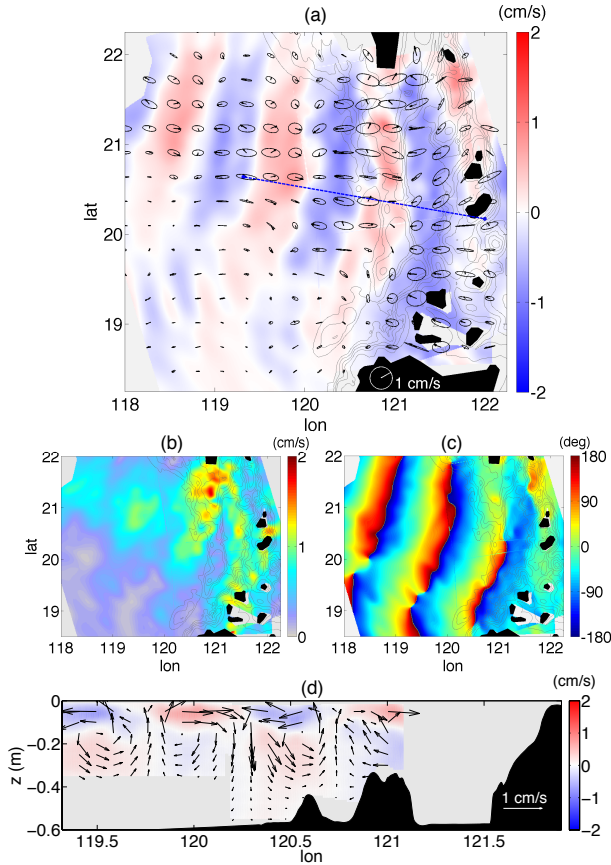 (a)
(cm/s)
22
21
20
19
lat
118 119 120 121 122
lon
1 cm/s
2
1
0
-1
-2
(b)
(cm/s)
22
21
20
19
lat
118 119 120 121 122
lon
2
1
0
(c)
(deg)
22
21
20
19
118 119 120 121 122
lon
180
90
0
-90
-180
(d)
(cm/s)
0
−0.2
−0.4
−0.6
z (m)
119.5 120 120.5 121 121.5
lon
1 cm/s
2
1
0
-1
-2